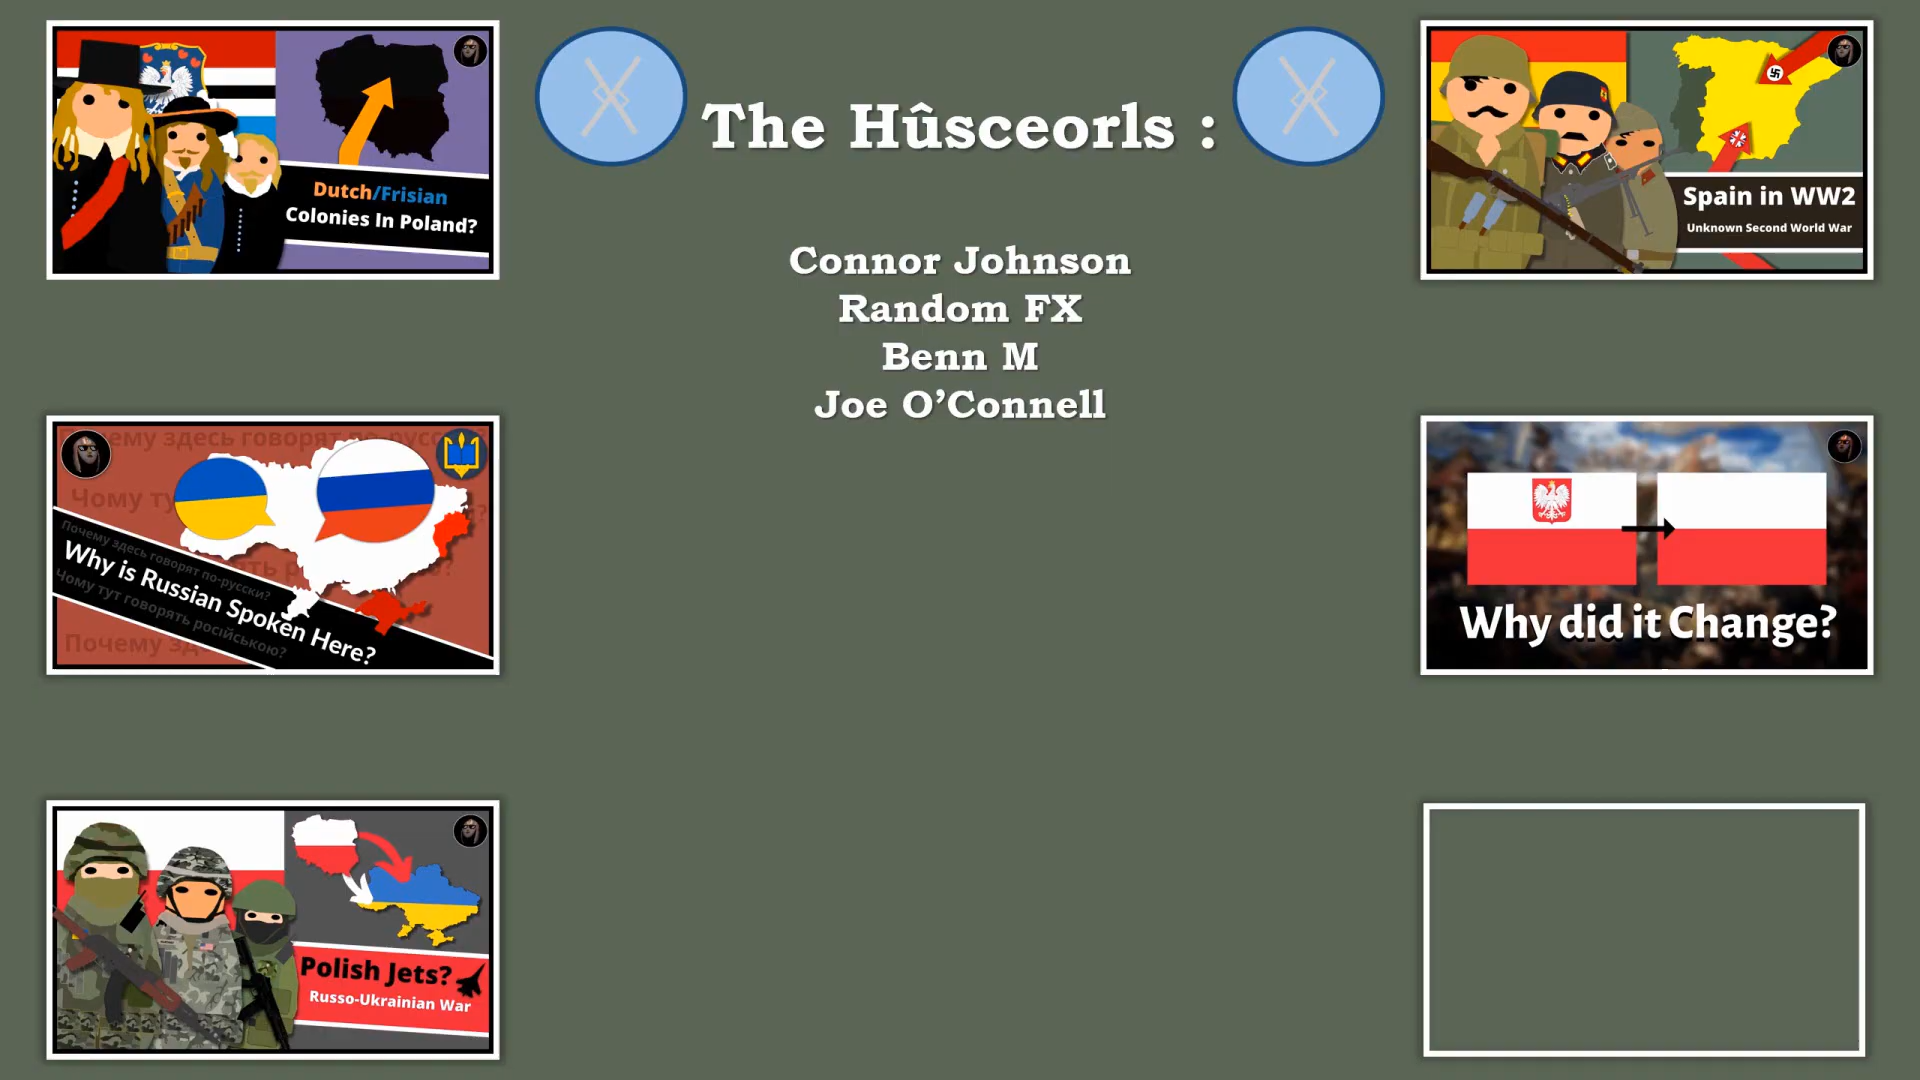 Dutch/Frisian
Colonies In Poland?
The Hûsceorls :
Spain in WW2
Unknown Second World War
Connor Johnson
Random FX
Benn M
Joe O’Connell
Почему здесь говорят по-русски?
Why is Russian Spoken Here?
Чому тут говорять російською?
Why did it Change?
Polish Jets?
Russo-Ukrainian War